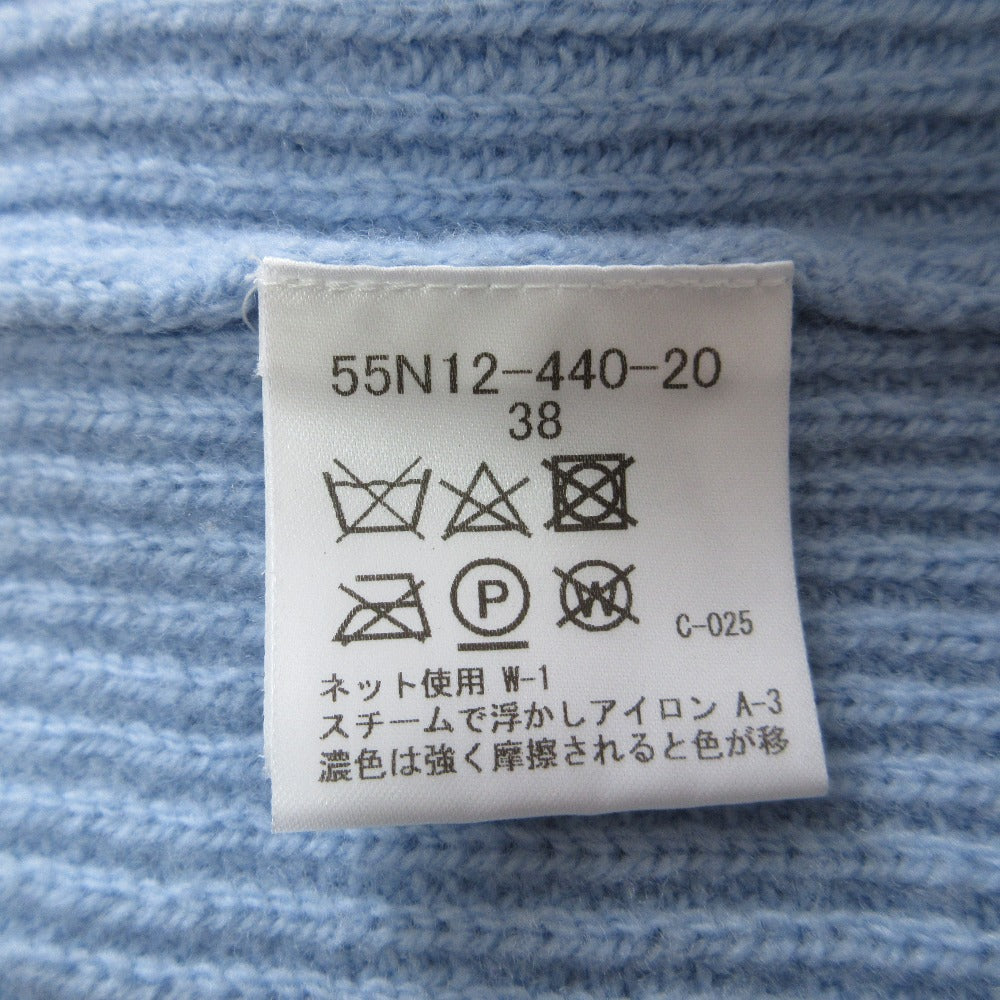 55N12-440-20
38
P
W
C-025
ネット使用 W-1
スチームで浮かしアイロン A-3
濃色は強く摩擦されると色が移